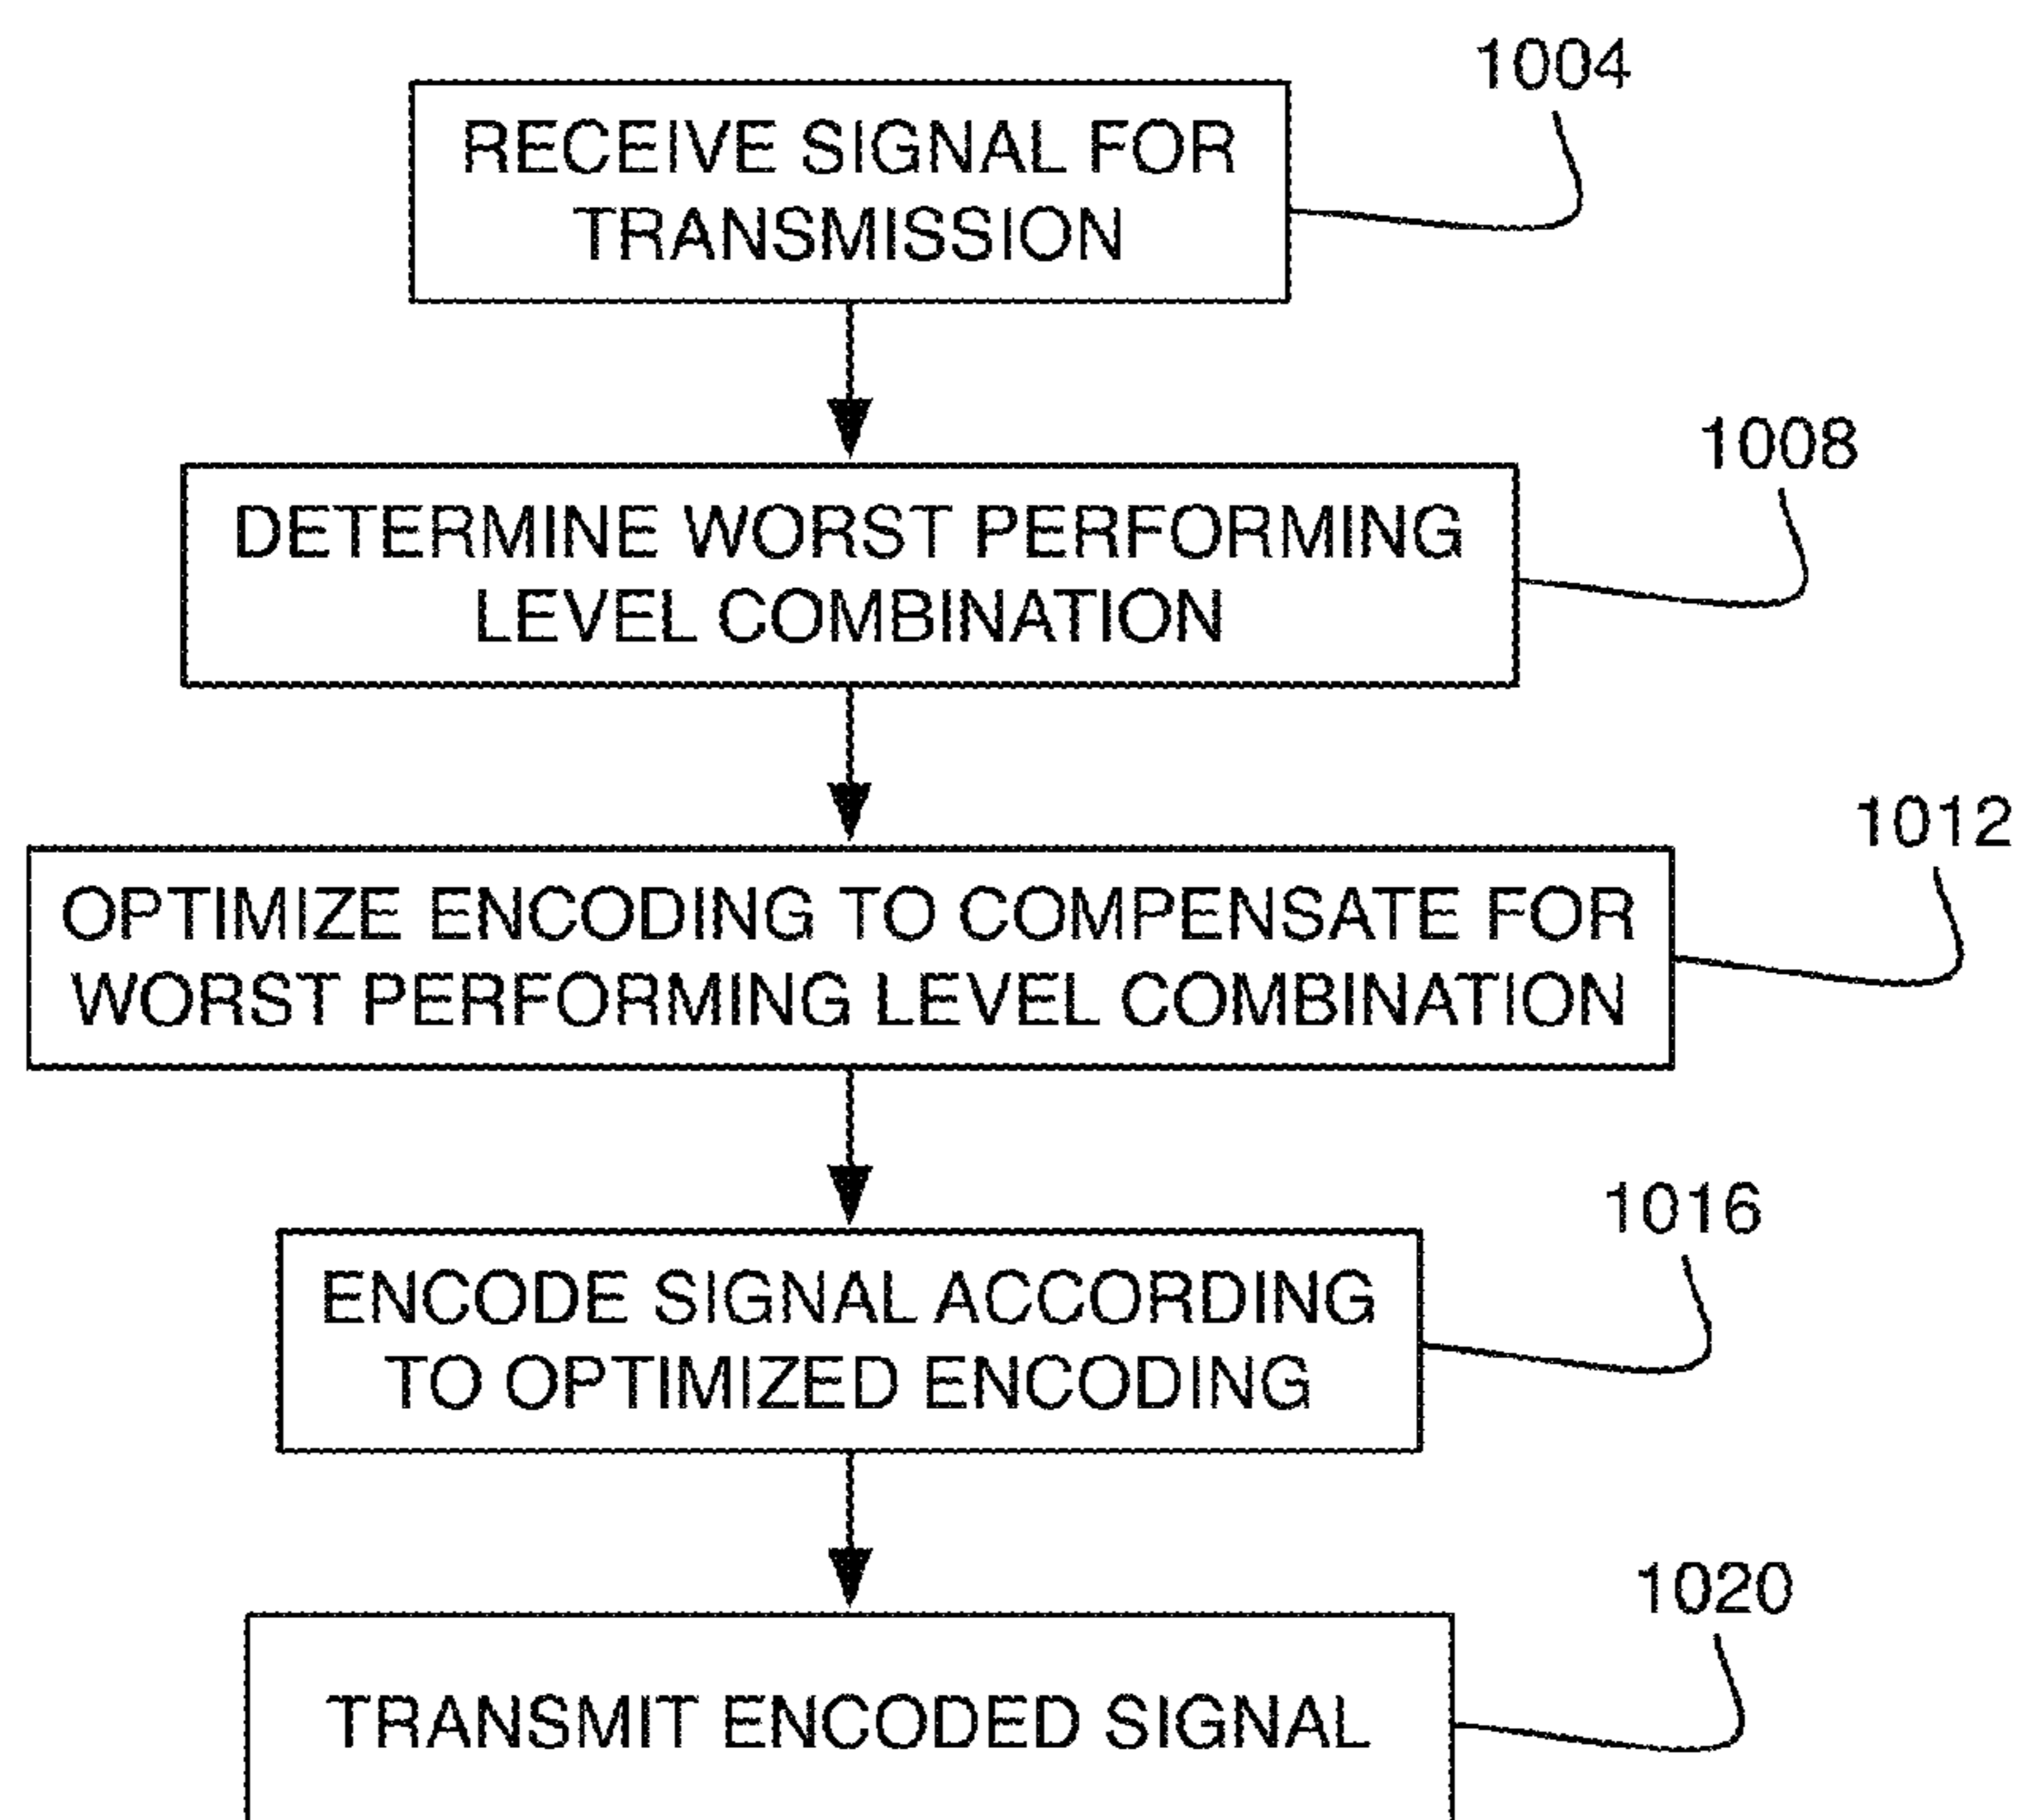 1004
RECEIVE SIGNAL FOR
TRANSMISSION
1008
DETERMINE WORST PERFORMING
LEVEL COMBINATION
1012
OPTIMIZE ENCODING TO COMPENSATE FOR
WORST PERFORMING LEVEL COMBINATION
1016
ENCODE SIGNAL ACCORDING
TO OPTIMIZED ENCODING
1020
TRANSMIT ENCODED SIGNAL